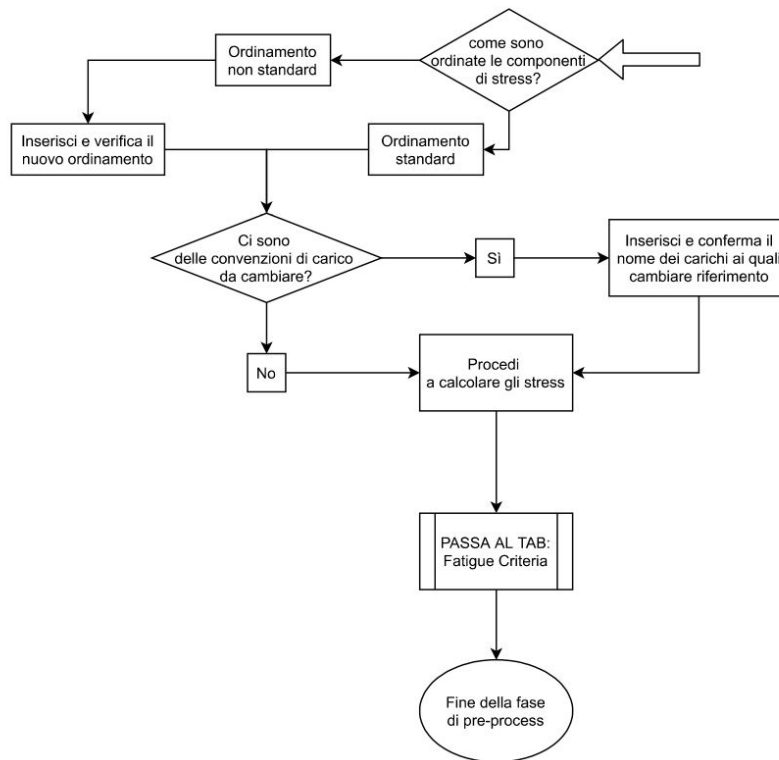 come sono
ordinate le componenti
di stress?
Ordinamento
non standard
Inserisci e verifica il
nuovo ordinamento
Ordinamento
standard
Ci sono
delle convenzioni di carico
da cambiare?
Sì
Inserisci e conferma il
nome dei carichi ai quali
cambiare riferimento
No
Procedi
a calcolare gli stress
PASSA AL TAB:
Fatigue Criteria
Fine della fase
di pre-process